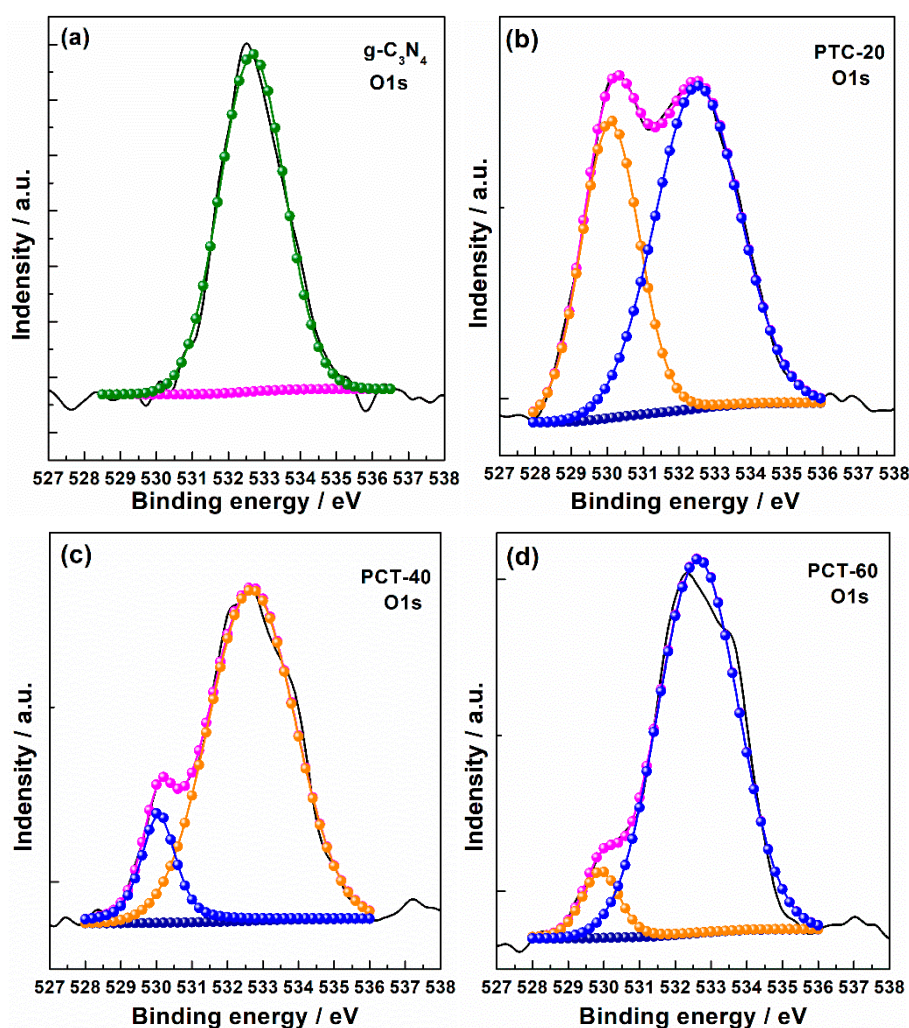 (a)
g-C₃N₄
O1s
Indensity / a.u.
527 528 529 530 531 532 533 534 535 536 537 538
Binding energy / eV
(b)
PTC-20
O1s
Indensity / a.u.
527 528 529 530 531 532 533 534 535 536 537 538
Binding energy / eV
(c)
PCT-40
O1s
Indensity / a.u.
527 528 529 530 531 532 533 534 535 536 537 538
Binding energy / eV
(d)
PCT-60
O1s
Indensity / a.u.
527 528 529 530 531 532 533 534 535 536 537 538
Binding energy / eV